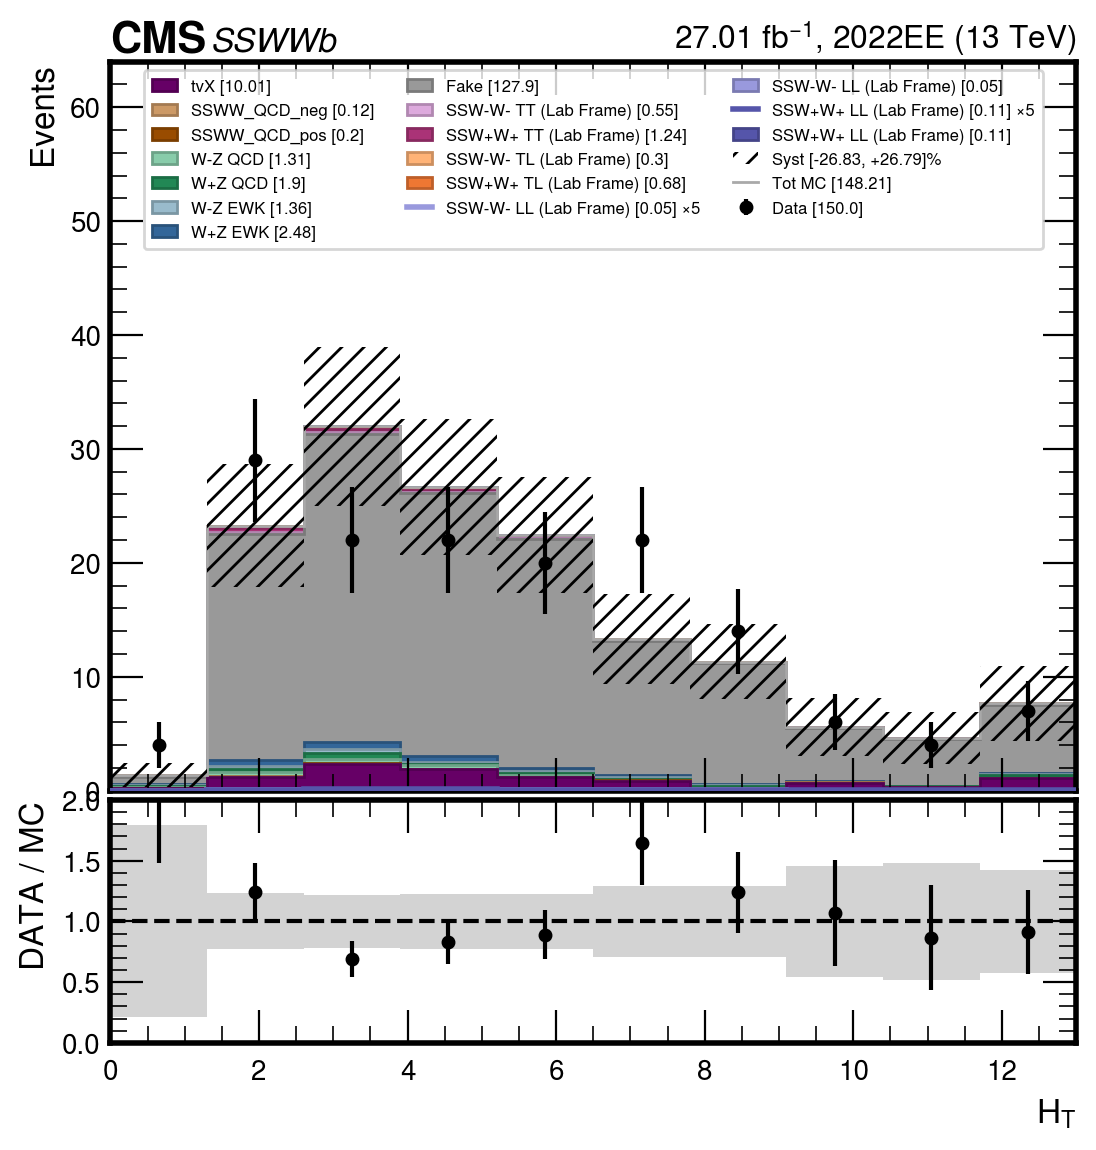 CMS SSWWb 27.01 fb−1, 2022EE (13 TeV)
Events
tvX [10.01]
SSWW_QCD_neg [0.12]
SSWW_QCD_pos [0.2]
W-Z QCD [1.31]
W+Z QCD [1.9]
W-Z EWK [1.36]
W+Z EWK [2.48]
Fake [127.9]
SSW-W- TT (Lab Frame) [0.55]
SSW+W+ TT (Lab Frame) [1.24]
SSW-W- TL (Lab Frame) [0.3]
SSW+W+ TL (Lab Frame) [0.68]
SSW-W- LL (Lab Frame) [0.05] ×5
SSW-W- LL (Lab Frame) [0.05]
SSW+W+ LL (Lab Frame) [0.11] ×5
SSW+W+ LL (Lab Frame) [0.11]
Syst [-26.83, +26.79]%
Tot MC [148.21]
Data [150.0]
60
50
40
30
20
10
0
DATA / MC
2.0
1.5
1.0
0.5
0.0
0 2 4 6 8 10 12
HT